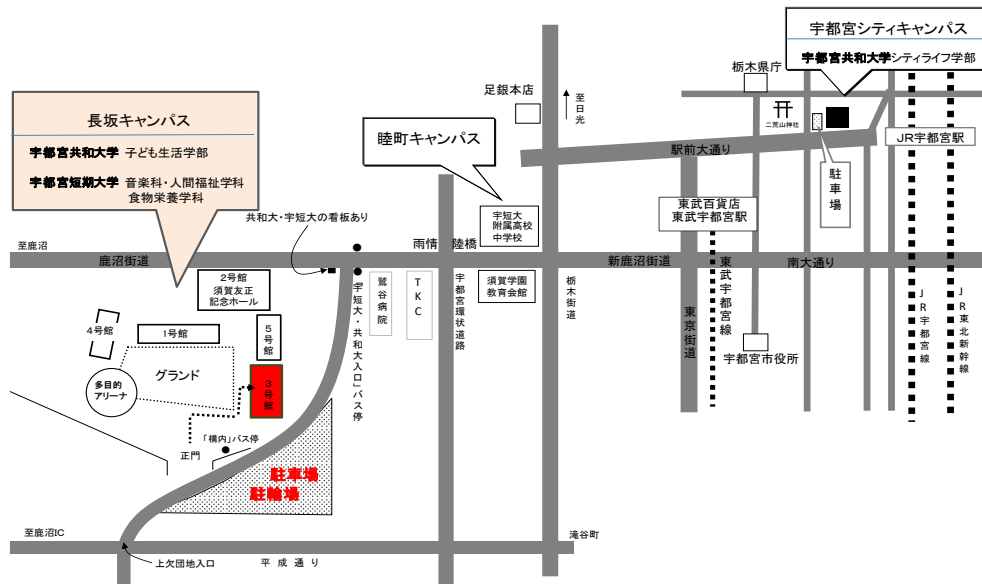 宇都宮シティキャンパス
宇都宮共和大学シティライフ学部
栃木県庁
足銀本店
至日光
二荒山神社
長坂キャンパス
宇都宮共和大学 子ども生活学部
宇都宮短期大学 音楽科・人間福祉学科
食物栄養学科
睦町キャンパス
駅前大通り
JR宇都宮駅
駐車場
東武百貨店
東武宇都宮駅
宇短大
附属高校
中学校
共和大・宇短大の看板あり
至鹿沼
鹿沼街道
雨情 陸橋
新鹿沼街道
南大通り
2号館
須賀友正
記念ホール
「宇短大・共和大入口」バス停
鷲谷病院
TKC
宇都宮環状道路
須賀学園
教育会館
栃木街道
東京街道
東武宇都宮線
宇都宮市役所
JR宇都宮線
JR東北新幹線
4号館
1号館
5号館
グランド
多目的
アリーナ
3号館
「構内」バス停
正門
駐車場
駐輪場
至鹿沼IC
滝谷町
上欠団地入口
平成通り